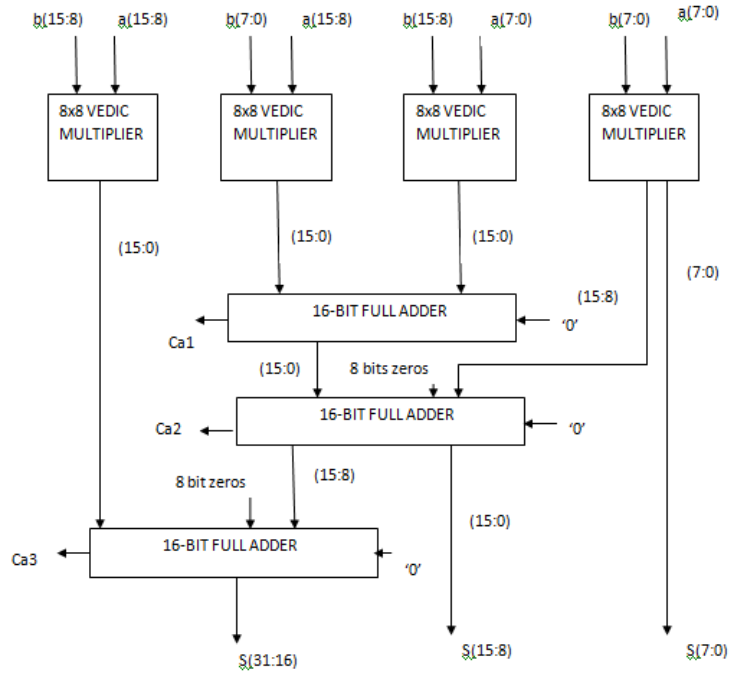 b(15:8) a(15:8) b(7:0) a(15:8) b(15:8) a(7:0) b(7:0) a(7:0)
8x8 VEDIC MULTIPLIER
8x8 VEDIC MULTIPLIER
8x8 VEDIC MULTIPLIER
8x8 VEDIC MULTIPLIER
(15:0)
(15:0)
(15:0)
(7:0)
(15:8)
16-BIT FULL ADDER
Ca1
‘0’
(15:0)
8 bits zeros
16-BIT FULL ADDER
Ca2
‘0’
(15:8)
8 bit zeros
(15:0)
16-BIT FULL ADDER
Ca3
‘0’
S(31:16)
S(15:8)
S(7:0)